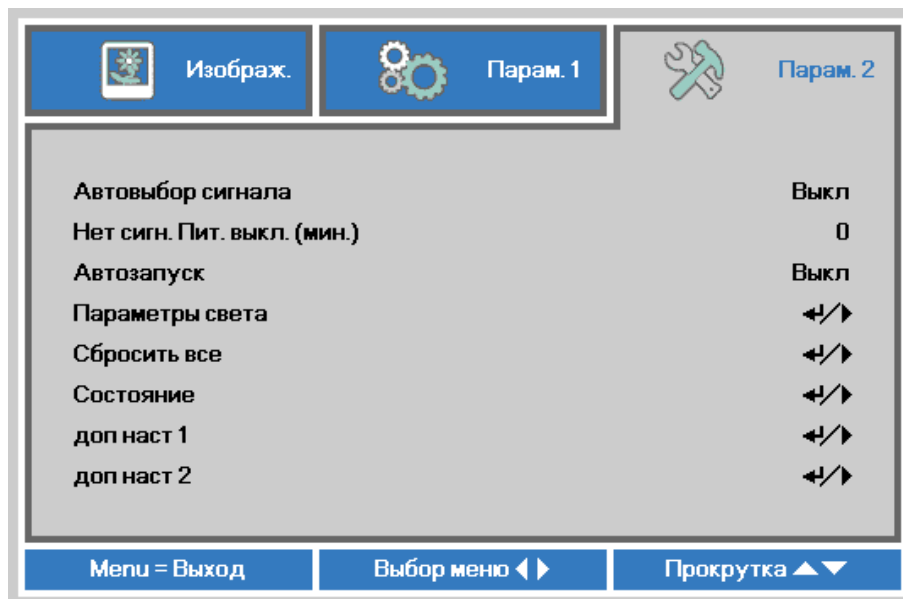 Изображ. Парам. 1 Парам. 2
Автовыбор сигнала Выкл
Нет сигн. Пит. выкл. (мин.) 0
Автозапуск Выкл
Параметры света ↵/▶
Сбросить все ↵/▶
Состояние ↵/▶
доп наст 1 ↵/▶
доп наст 2 ↵/▶
Menu = Выход Выбор меню ◀ ▶ Прокрутка ▲▼